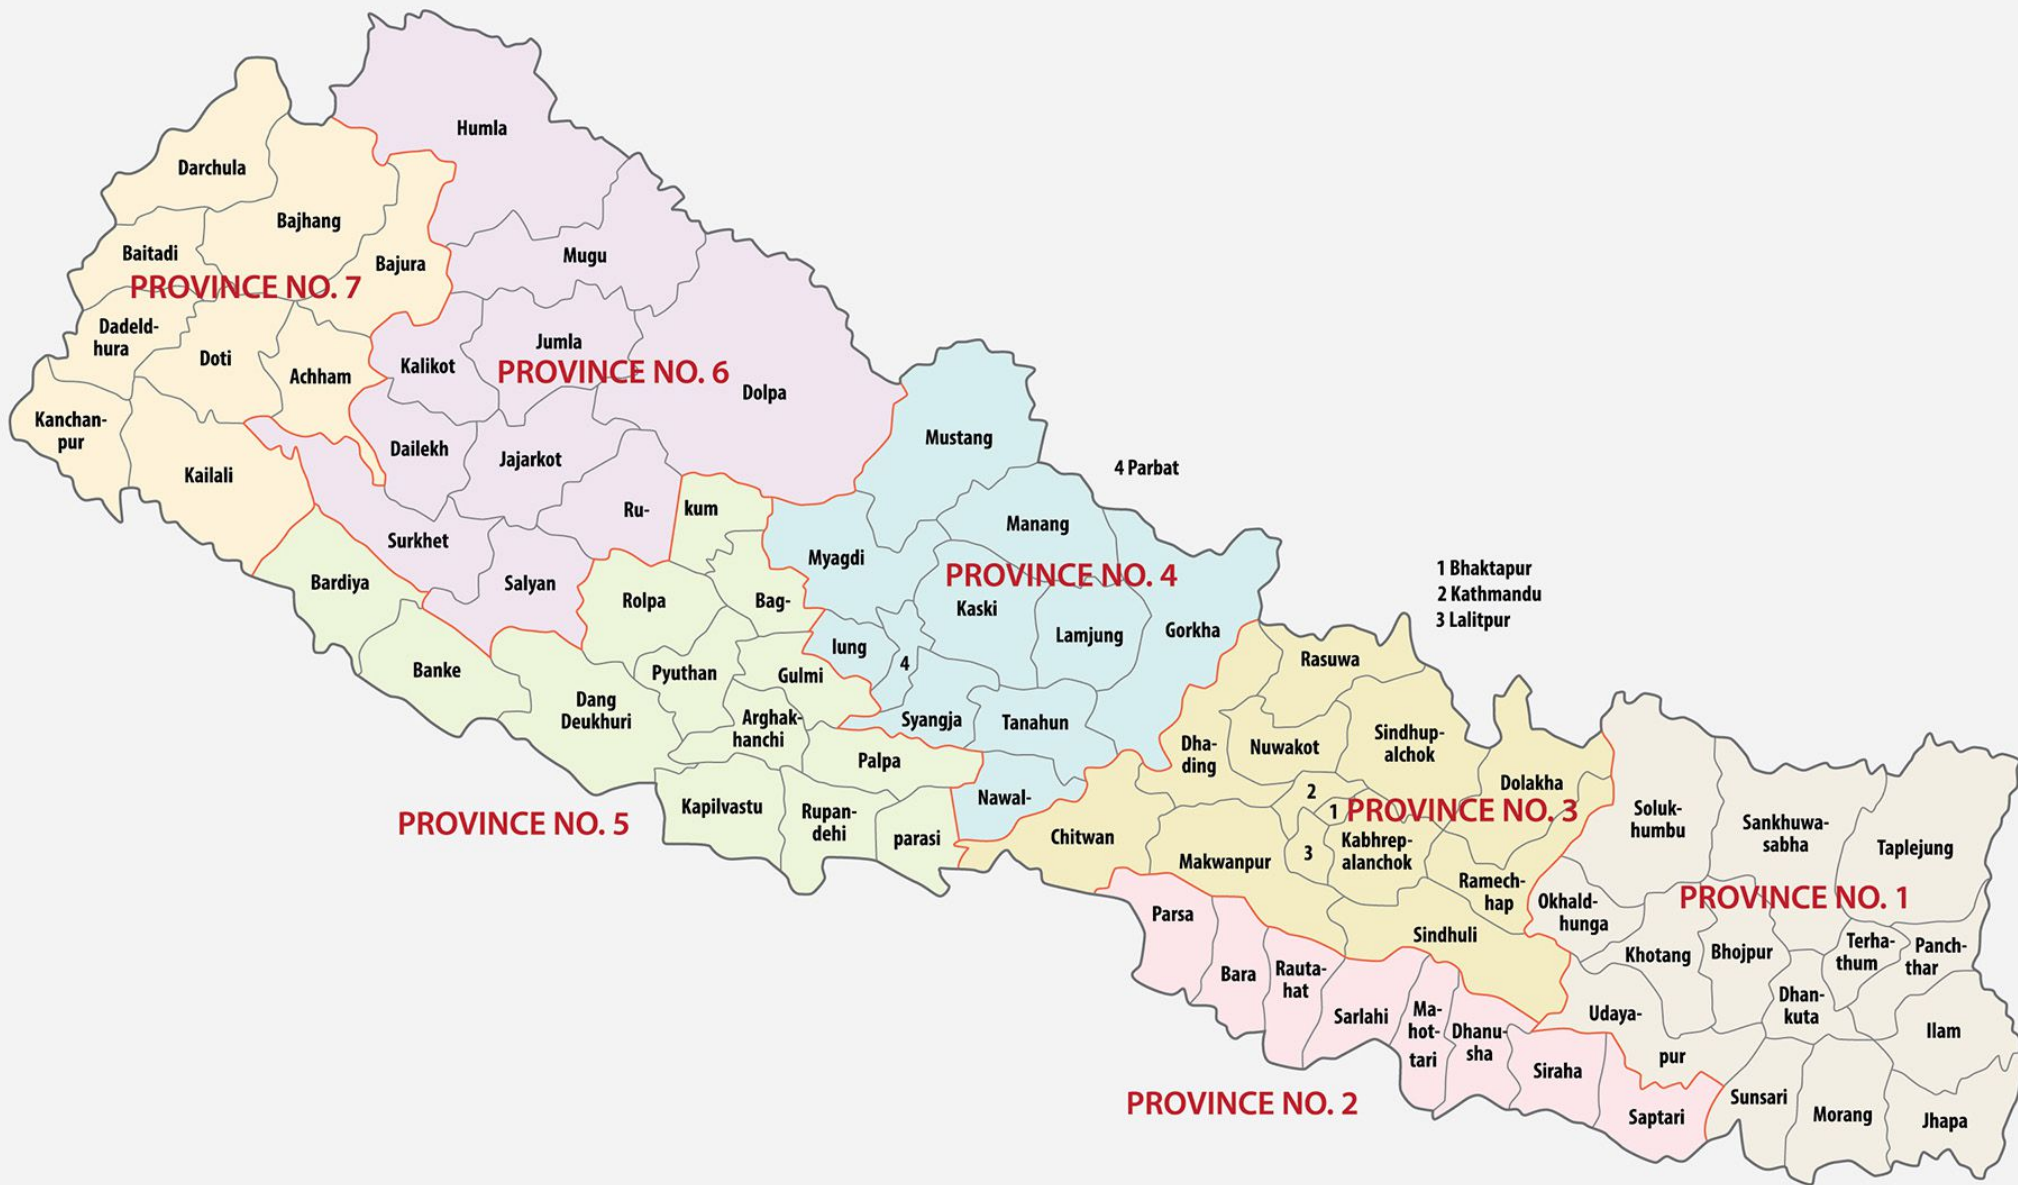 Humla
Darchula
Bajhang
Baitadi
Bajura
Mugu
PROVINCE NO. 7
Dadeld-
hura
Doti
Achham
Kalikot
Jumla
PROVINCE NO. 6
Dolpa
Kanchan-
pur
Kailali
Dailekh
Jajarkot
Mustang
4 Parbat
Ru-
kum
Surkhet
Salyan
Manang
Myagdi
PROVINCE NO. 4
Kaski
Lamjung
Gorkha
1 Bhaktapur
2 Kathmandu
3 Lalitpur
Bardiya
Rolpa
Bag-
lung
4
Banke
Pyuthan
Gulmi
Dang
Deukhuri
Arghak-
hanchi
Syangja
Tanahun
Rasuwa
Dha-
ding
Nuwakot
Sindhup-
alchok
Dolakha
Palpa
Nawal-
parasi
Kapilvastu
Rupan-
dehi
PROVINCE NO. 5
Chitwan
Makwanpur
2
1
3
PROVINCE NO. 3
Kabhrep-
alanchok
Ramech-
hap
Sindhuli
Soluk-
humbu
Sankhuwa-
sabha
Taplejung
PROVINCE NO. 1
Okhald-
hunga
Khotang
Bhojpur
Terha-
thum
Panch-
thar
Dhan-
kuta
Ilam
Udaya-
pur
Parsa
Bara
Rauta-
hat
Sarlahi
Ma-
hot-
tari
Dhanu-
sha
Siraha
Saptari
PROVINCE NO. 2
Sunsari
Morang
Jhapa